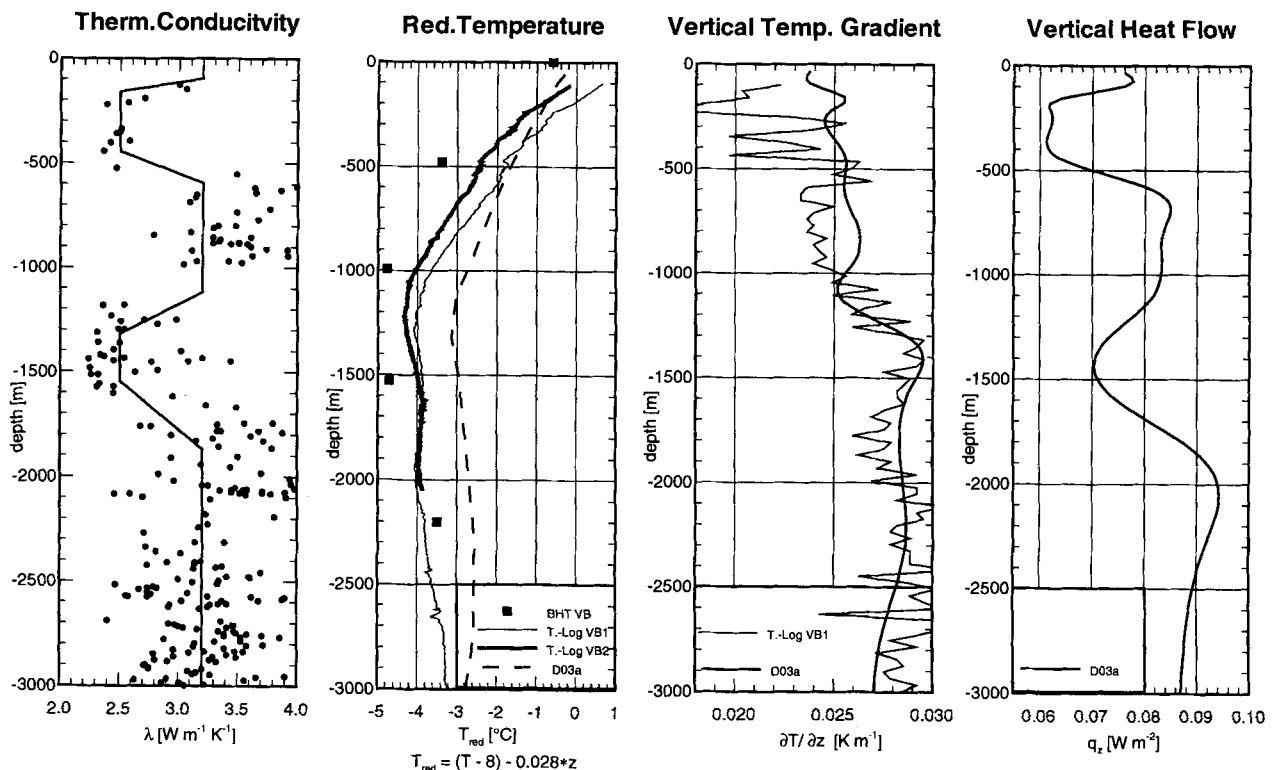 Therm.Conducitvity
Red.Temperature
Vertical Temp. Gradient
Vertical Heat Flow
0
-500
-1000
-1500
-2000
-2500
-3000
depth [m]
2.0 2.5 3.0 3.5 4.0
λ [W m⁻¹ K⁻¹]
0
-500
-1000
-1500
-2000
-2500
-3000
depth [m]
BHT VB
T.-Log VB1
T.-Log VB2
D03a
-5 -4 -3 -2 -1 0 1
T_red [°C]
T_red = (T - 8) - 0.028*z
0
-500
-1000
-1500
-2000
-2500
-3000
depth [m]
T.-Log VB1
D03a
0.020 0.025 0.030
∂T/∂z [K m⁻¹]
0
-500
-1000
-1500
-2000
-2500
-3000
depth [m]
D03a
0.06 0.07 0.08 0.09 0.10
q_z [W m⁻²]